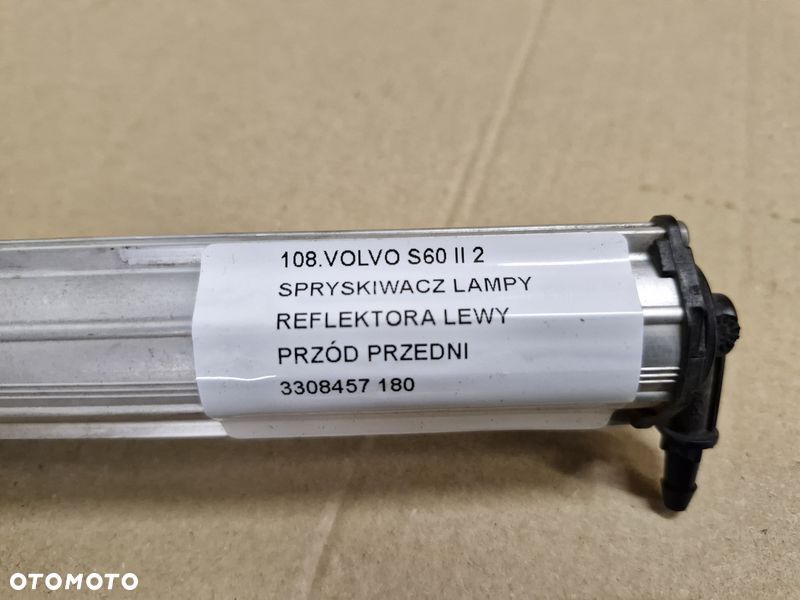 108.VOLVO S60 II 2
SPRYSKIWACZ LAMPY
REFLEKTORA LEWY
PRZÓD PRZEDNI
3308457 180
OTOMOTO